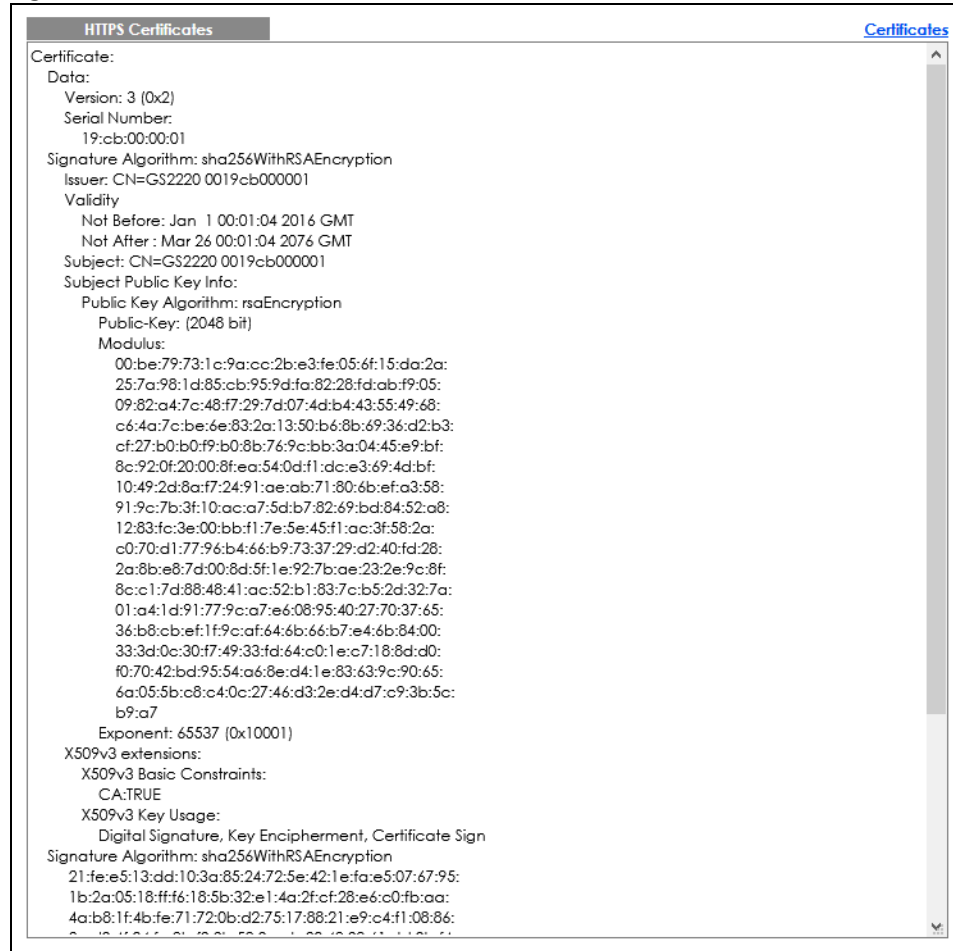 HTTPS Certificates
Certificates
Certificate:
Data:
Version: 3 (0x2)
Serial Number:
19:cb:00:00:01
Signature Algorithm: sha256WithRSAEncryption
Issuer: CN=GS2220 0019cb000001
Validity
Not Before: Jan  1 00:01:04 2016 GMT
Not After : Mar 26 00:01:04 2076 GMT
Subject: CN=GS2220 0019cb000001
Subject Public Key Info:
Public Key Algorithm: rsaEncryption
Public-Key: (2048 bit)
Modulus:
00:be:79:73:1c:9a:cc:2b:e3:fe:05:6f:15:da:2a:
25:7a:98:1d:85:cb:95:9d:fa:82:28:fd:ab:f9:05:
09:82:a4:7c:48:f7:29:7d:07:4d:b4:43:55:49:68:
c6:4a:7c:be:6e:83:2a:13:50:b6:8b:69:36:d2:b3:
cf:27:b0:b0:f9:b0:8b:76:9c:bb:3a:04:45:e9:bf:
8c:92:0f:20:00:8f:ea:54:0d:f1:dc:e3:69:4d:bf:
10:49:2d:8a:f7:24:91:ae:ab:71:80:6b:ef:a3:58:
91:9c:7b:3f:10:ac:a7:5d:b7:82:69:bd:84:52:a8:
12:83:fc:3e:00:bb:f1:7e:5e:45:f1:ac:3f:58:2a:
c0:70:d1:77:96:b4:66:b9:73:37:29:d2:40:fd:28:
2a:8b:e8:7d:00:8d:5f:1e:92:7b:ae:23:2e:9c:8f:
8c:c1:7d:88:48:41:ac:52:b1:83:7c:b5:2d:32:7a:
01:a4:1d:91:77:9c:a7:e6:08:95:40:27:70:37:65:
36:b8:cb:ef:1f:9c:af:64:6b:66:b7:e4:6b:84:00:
33:3d:0c:30:f7:49:33:fd:64:c0:1e:c7:18:8d:d0:
f0:70:42:bd:95:54:a6:8e:d4:1e:83:63:9c:90:65:
6a:05:5b:c8:c4:0c:27:46:d3:2e:d4:d7:c9:3b:5c:
b9:a7
Exponent: 65537 (0x10001)
X509v3 extensions:
X509v3 Basic Constraints:
CA:TRUE
X509v3 Key Usage:
Digital Signature, Key Encipherment, Certificate Sign
Signature Algorithm: sha256WithRSAEncryption
21:fe:e5:13:dd:10:3a:85:24:72:5e:42:1e:fa:e5:07:67:95:
1b:2a:05:18:ff:f6:18:5b:32:e1:4a:2f:cf:28:e6:c0:fb:aa:
4a:b8:1f:4b:fe:71:72:0b:d2:75:17:88:21:e9:c4:f1:08:86: